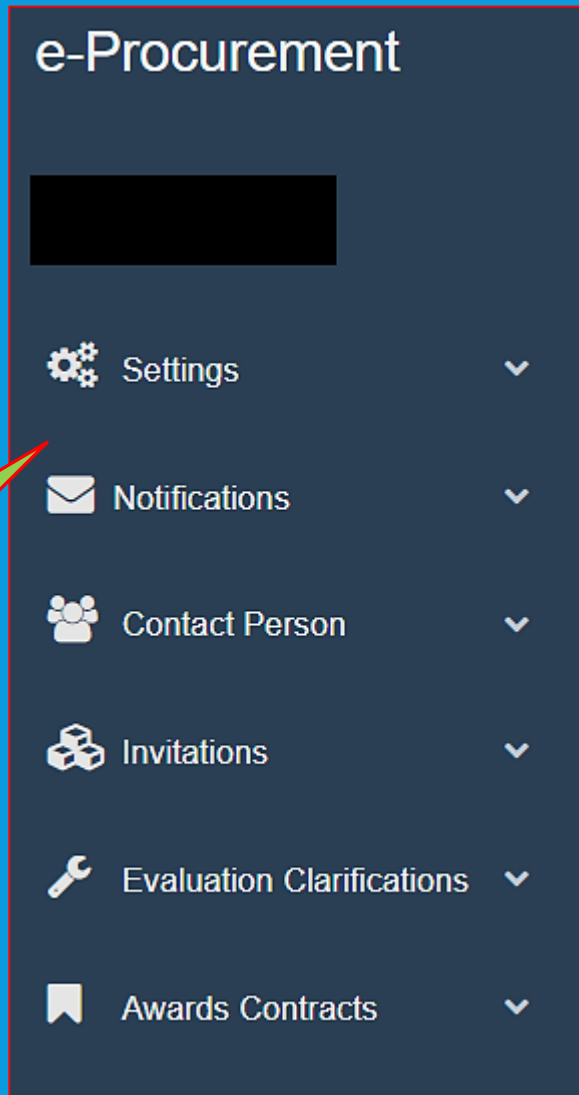 e-Procurement
Settings
Notifications
Contact Person
Invitations
Evaluation Clarifications
Awards Contracts